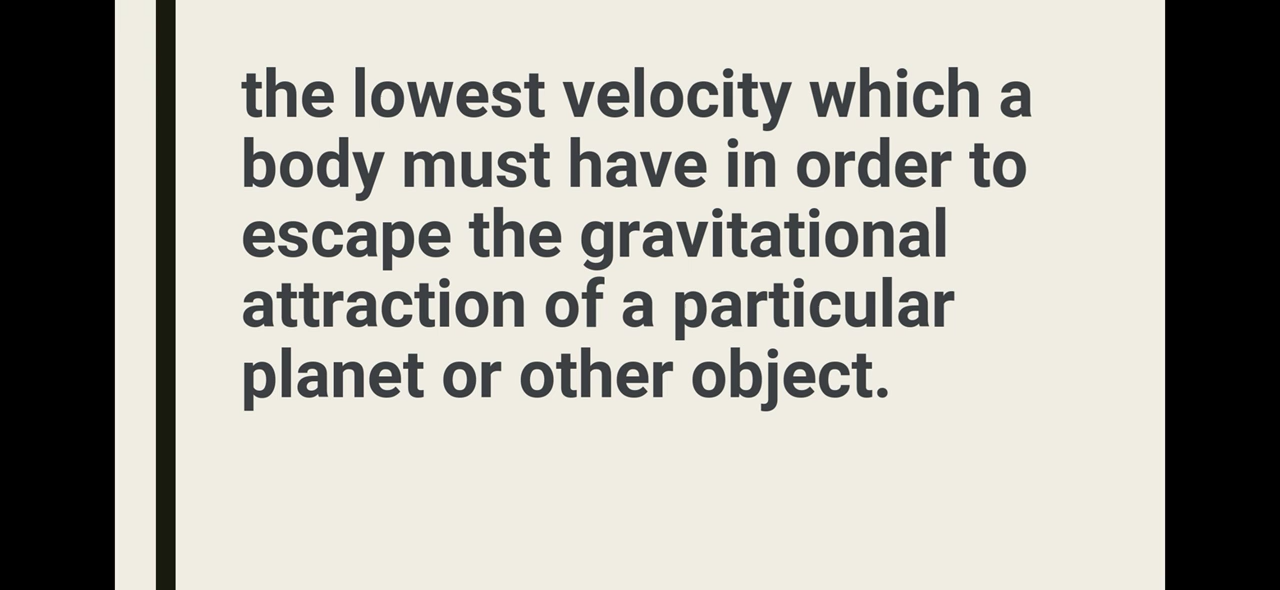 the lowest velocity which a
body must have in order to
escape the gravitational
attraction of a particular
planet or other object.